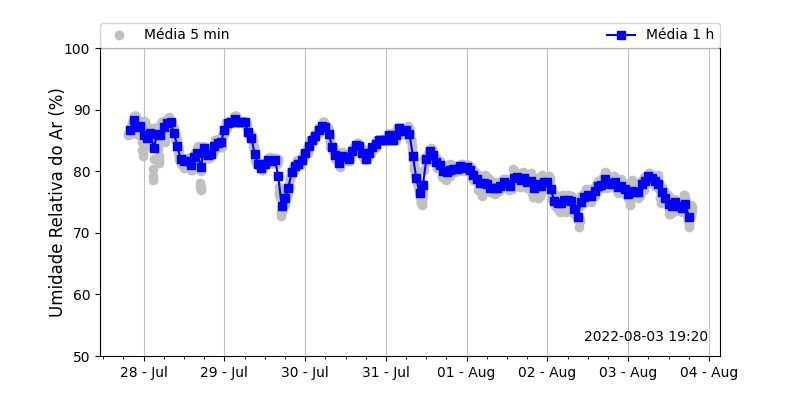 Média 5 min
Média 1 h
Umidade Relativa do Ar (%)
100
90
80
70
60
50
2022-08-03 19:20
28 - Jul
29 - Jul
30 - Jul
31 - Jul
01 - Aug
02 - Aug
03 - Aug
04 - Aug